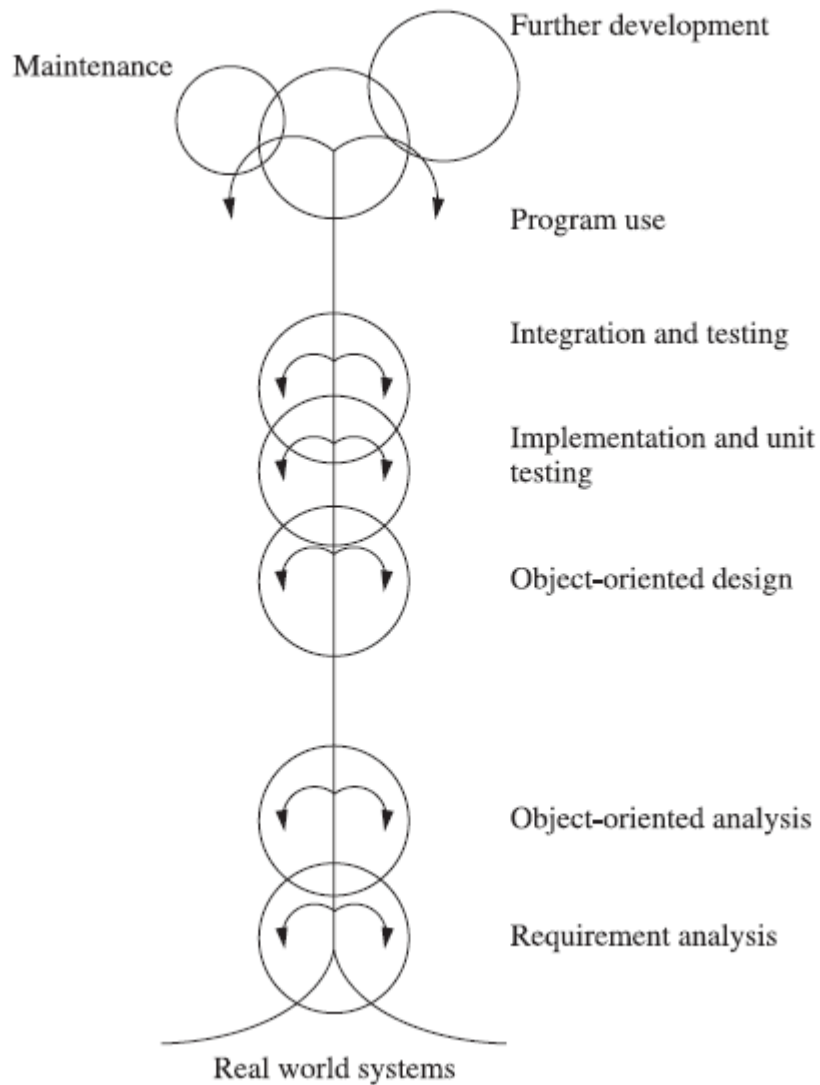 Further development
Maintenance
Program use
Integration and testing
Implementation and unit
testing
Object-oriented design
Object-oriented analysis
Requirement analysis
Real world systems